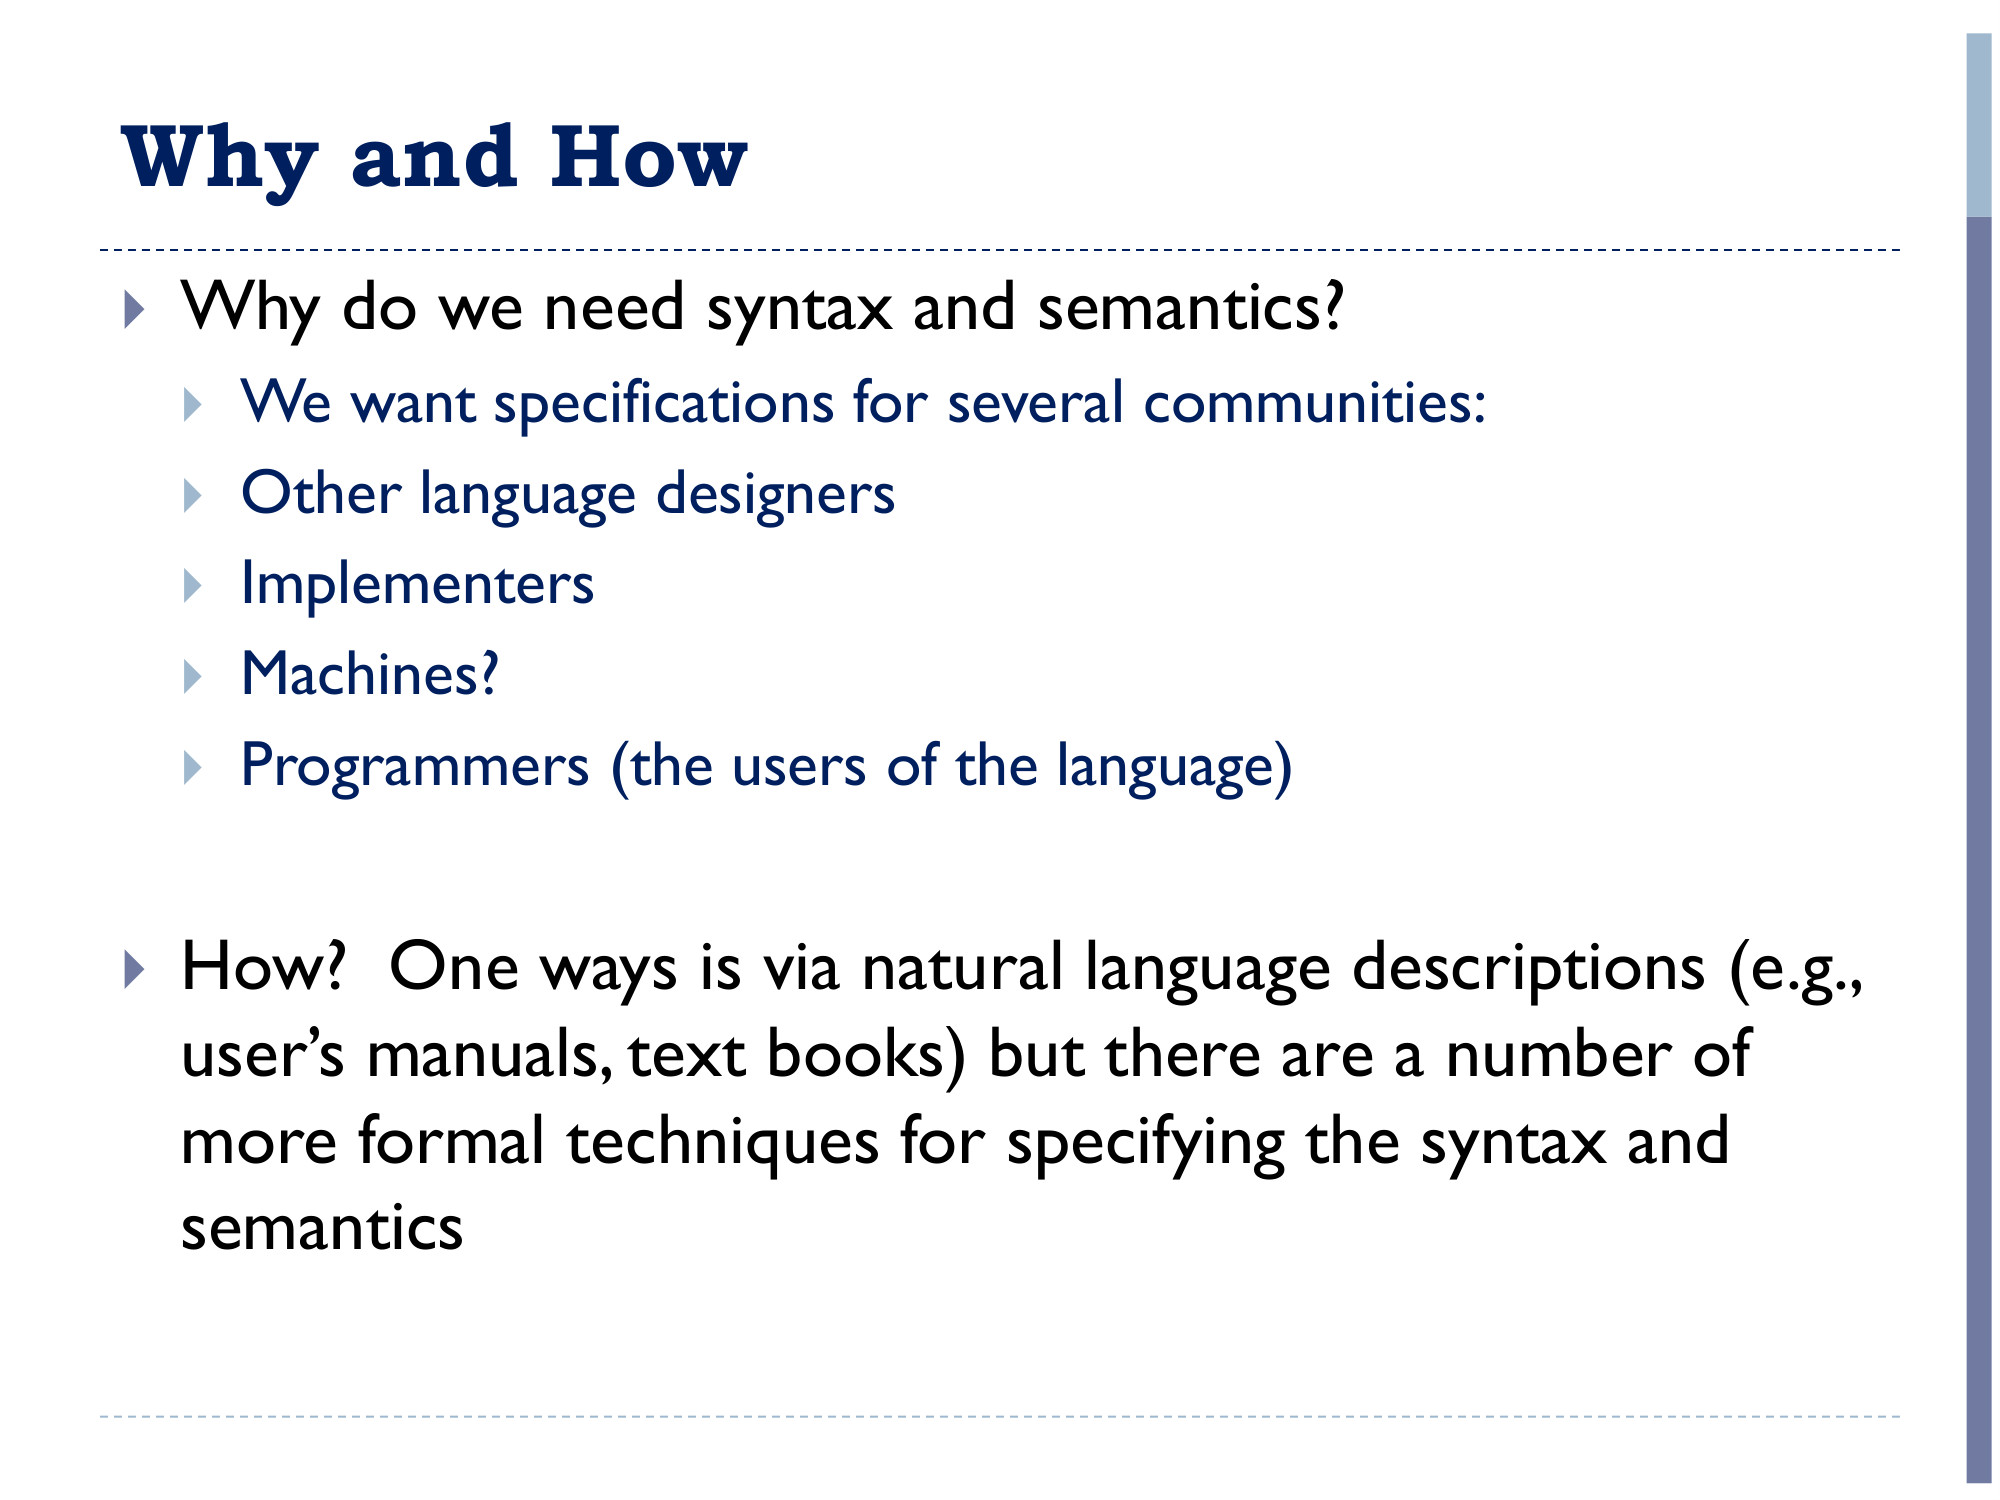 Why and How
Why do we need syntax and semantics?
We want specifications for several communities:
Other language designers
Implementers
Machines?
Programmers (the users of the language)
How?  One ways is via natural language descriptions (e.g.,
user’s manuals, text books) but there are a number of
more formal techniques for specifying the syntax and
semantics